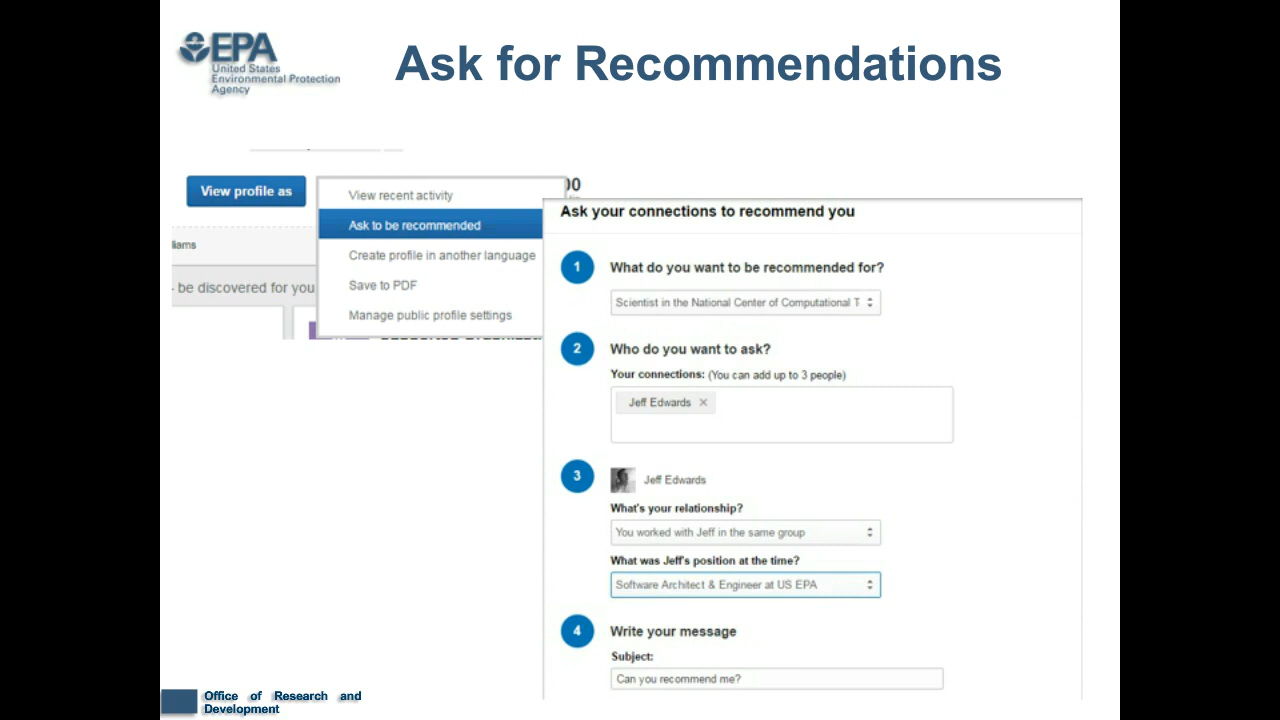 EPA
United States
Environmental Protection
Agency
Ask for Recommendations
View profile as
View recent activity
Ask to be recommended
Create profile in another language
Save to PDF
Manage public profile settings
- be discovered for you
Ask your connections to recommend you
1
What do you want to be recommended for?
Scientist in the National Center of Computational T
2
Who do you want to ask?
Your connections: (You can add up to 3 people)
Jeff Edwards ×
3
Jeff Edwards
What's your relationship?
You worked with Jeff in the same group
What was Jeff's position at the time?
Software Architect & Engineer at US EPA
4
Write your message
Subject:
Can you recommend me?
Office of Research and
Development